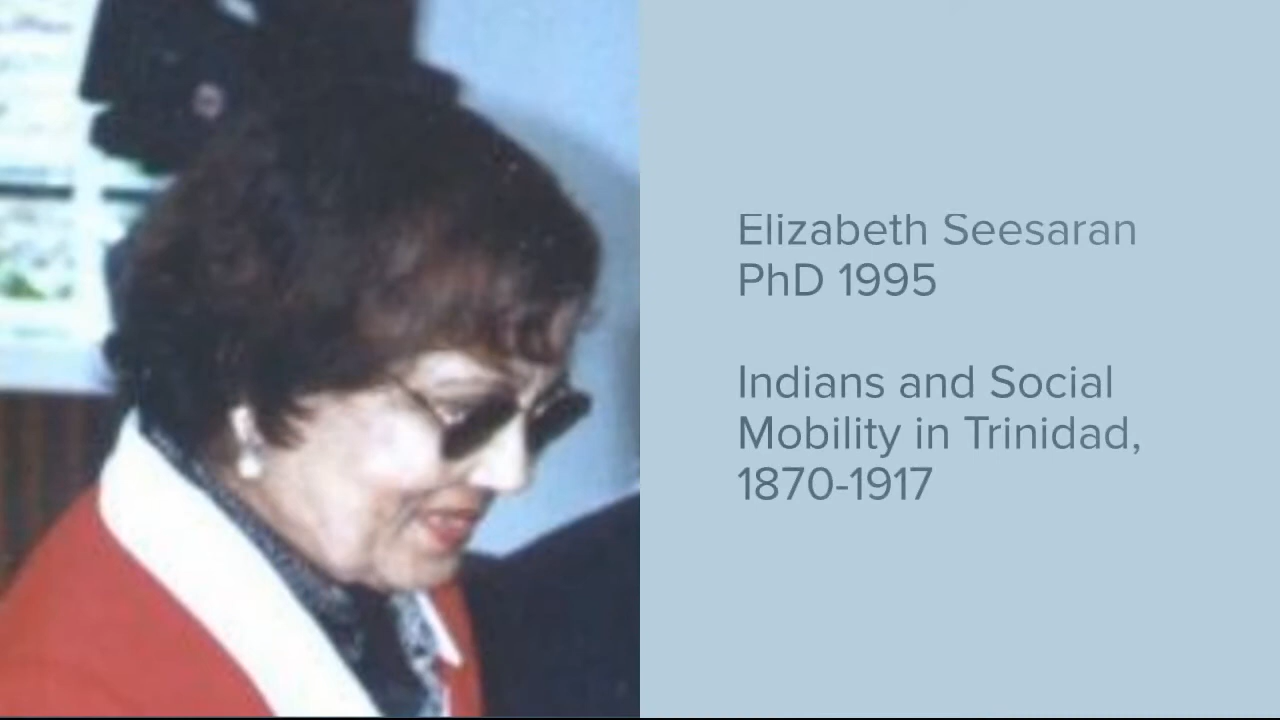 Elizabeth Seesaran
PhD 1995
Indians and Social
Mobility in Trinidad,
1870-1917